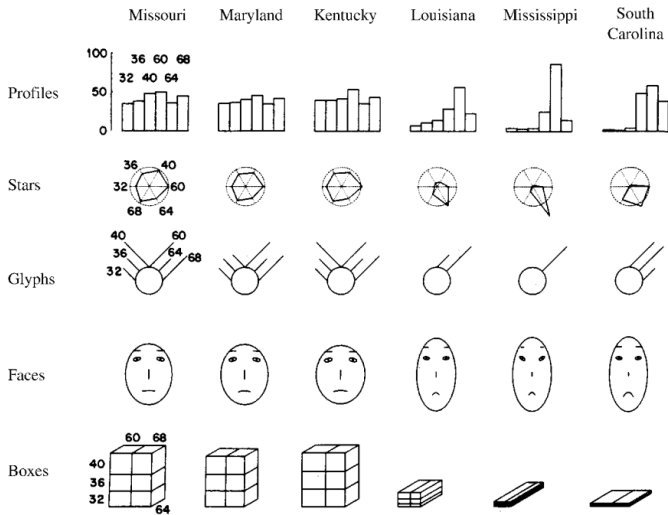 Missouri Maryland Kentucky Louisiana Mississippi South Carolina
Profiles
100
50
0
36 60 68
32 40 64
Stars
36 40
32 60
68 64
Glyphs
40 60
36 64
32 68
Faces
Boxes
60 68
40
36
32
64